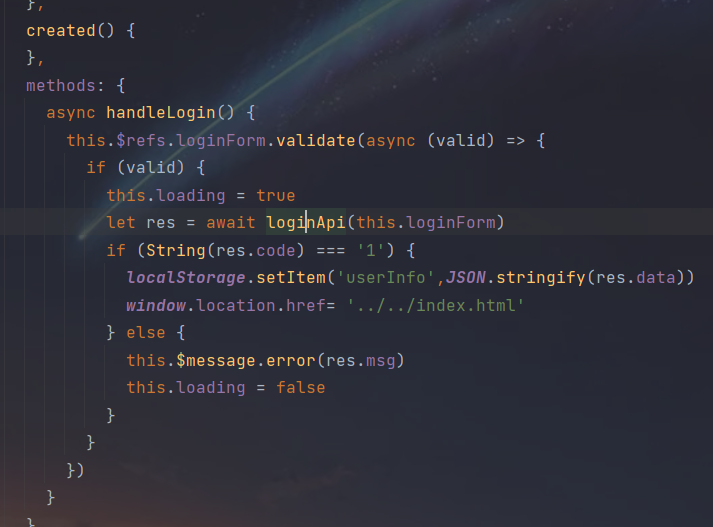 },
created() {
},
methods: {
async handleLogin() {
this.$refs.loginForm.validate(async (valid) => {
if (valid) {
this.loading = true
let res = await loginApi(this.loginForm)
if (String(res.code) === '1') {
localStorage.setItem('userInfo',JSON.stringify(res.data))
window.location.href= '../../index.html'
} else {
this.$message.error(res.msg)
this.loading = false
}
}
})
}
}